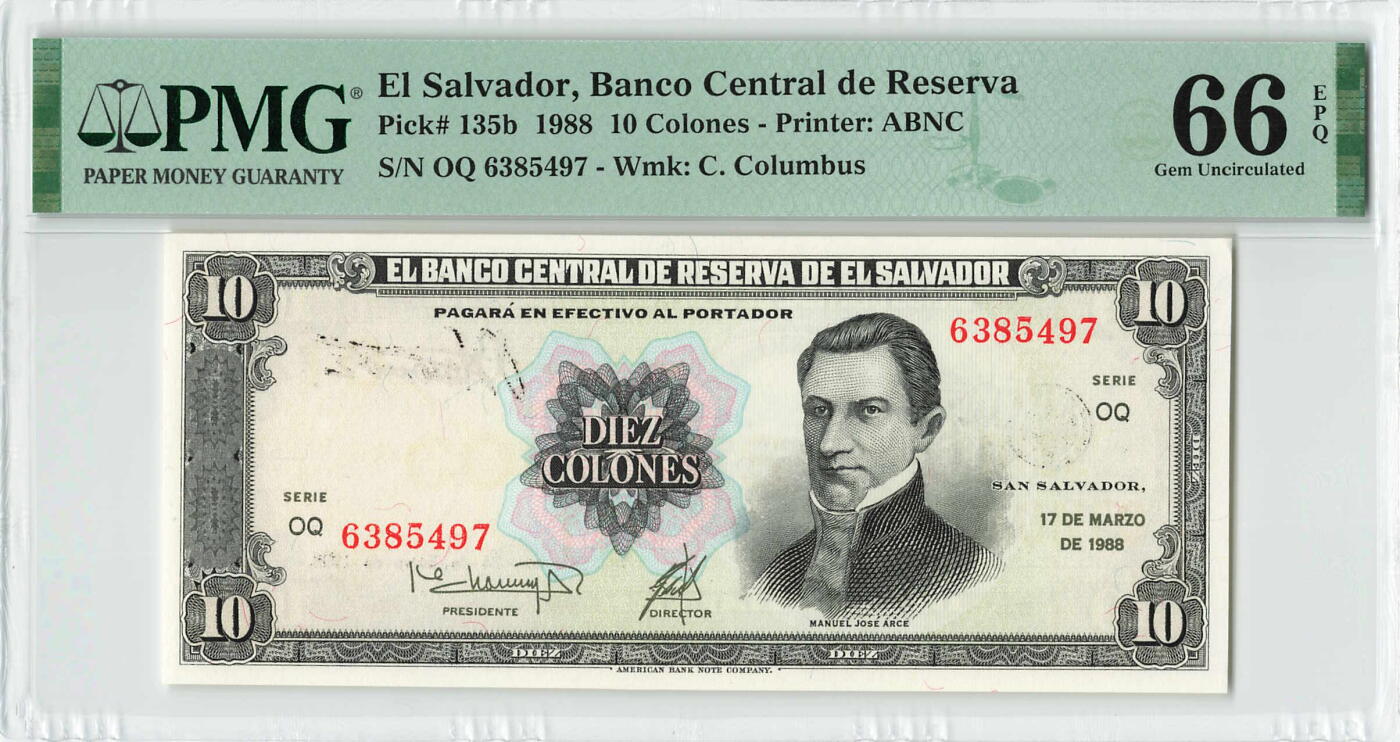 PMG®
PAPER MONEY GUARANTY
El Salvador, Banco Central de Reserva
Pick# 135b 1988 10 Colones - Printer: ABNC
S/N OQ 6385497 - Wmk: C. Columbus
66 EPQ
Gem Uncirculated
EL BANCO CENTRAL DE RESERVA DE EL SALVADOR
10 10
PAGARÁ EN EFECTIVO AL PORTADOR
6385497
SERIE
OQ
DIEZ
COLONES
DIEZ
SAN SALVADOR,
17 DE MARZO
DE 1988
SERIE
OQ 6385497
PRESIDENTE
DIRECTOR
MANUEL JOSE ARCE
10 10
DIEZ DIEZ
AMERICAN BANK NOTE COMPANY.